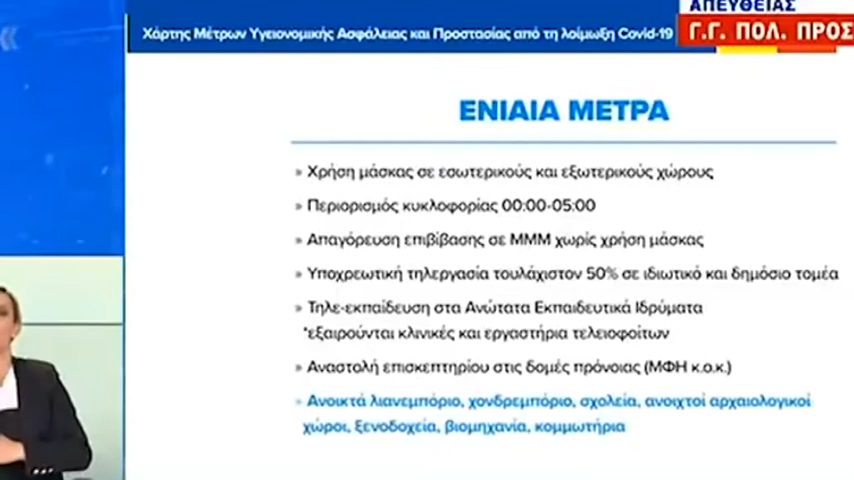 ΑΠΕΥΘΕΙΑΣ
Χάρτης Μέτρων Υγειονομικής Ασφάλειας και Προστασίας από τη λοίμωξη Covid-19
Γ.Γ. ΠΟΛ. ΠΡΟΣ
ΕΝΙΑΙΑ ΜΕΤΡΑ
» Χρήση μάσκας σε εσωτερικούς και εξωτερικούς χώρους
» Περιορισμός κυκλοφορίας 00:00-05:00
» Απαγόρευση επιβίβασης σε ΜΜΜ χωρίς χρήση μάσκας
» Υποχρεωτική τηλεργασία τουλάχιστον 50% σε ιδιωτικό και δημόσιο τομέα
» Τηλε-εκπαίδευση στα Ανώτατα Εκπαιδευτικά Ιδρύματα
*εξαιρούνται κλινικές και εργαστήρια τελειοφοίτων
» Αναστολή επισκεπτηρίου στις δομές πρόνοιας (ΜΦΗ κ.ο.κ.)
» Ανοικτά λιανεμπόριο, χονδρεμπόριο, σχολεία, ανοιχτοί αρχαιολογικοί
χώροι, ξενοδοχεία, βιομηχανία, κομμωτήρια